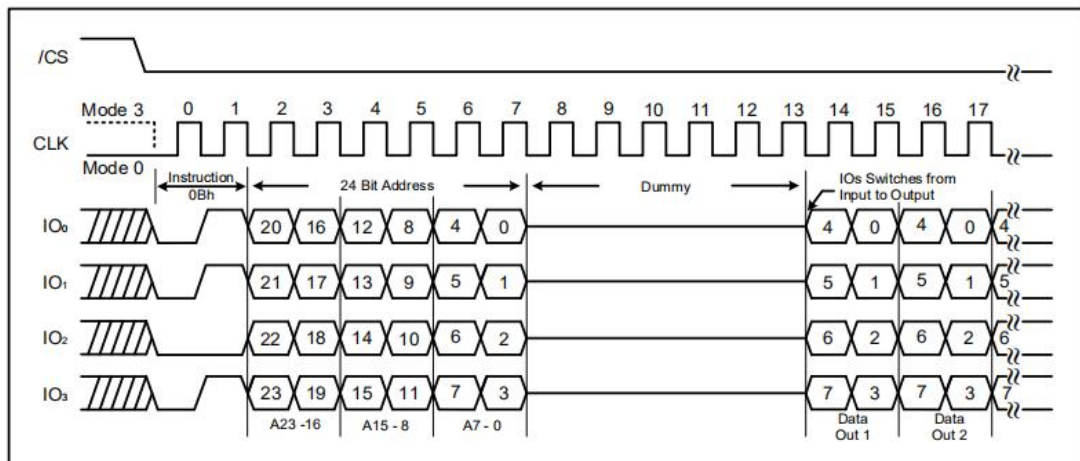 /CS
Mode 3 0 1 2 3 4 5 6 7 8 9 10 11 12 13 14 15 16 17
CLK
Mode 0
Instruction
0Bh
24 Bit Address
Dummy
IOs Switches from
Input to Output
IO₀ 20 16 12 8 4 0 4 0 4 0 4
IO₁ 21 17 13 9 5 1 5 1 5 1 5
IO₂ 22 18 14 10 6 2 6 2 6 2 6
IO₃ 23 19 15 11 7 3 7 3 7 3 7
A23 -16 A15 - 8 A7 - 0
Data
Out 1
Data
Out 2